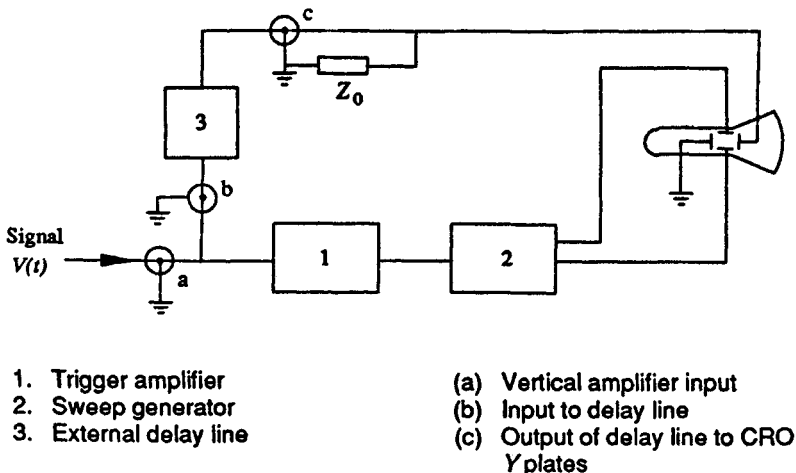 c
Z₀
3
b
Signal
V(t)
a
1
2
1. Trigger amplifier
2. Sweep generator
3. External delay line
(a) Vertical amplifier input
(b) Input to delay line
(c) Output of delay line to CRO
Y plates